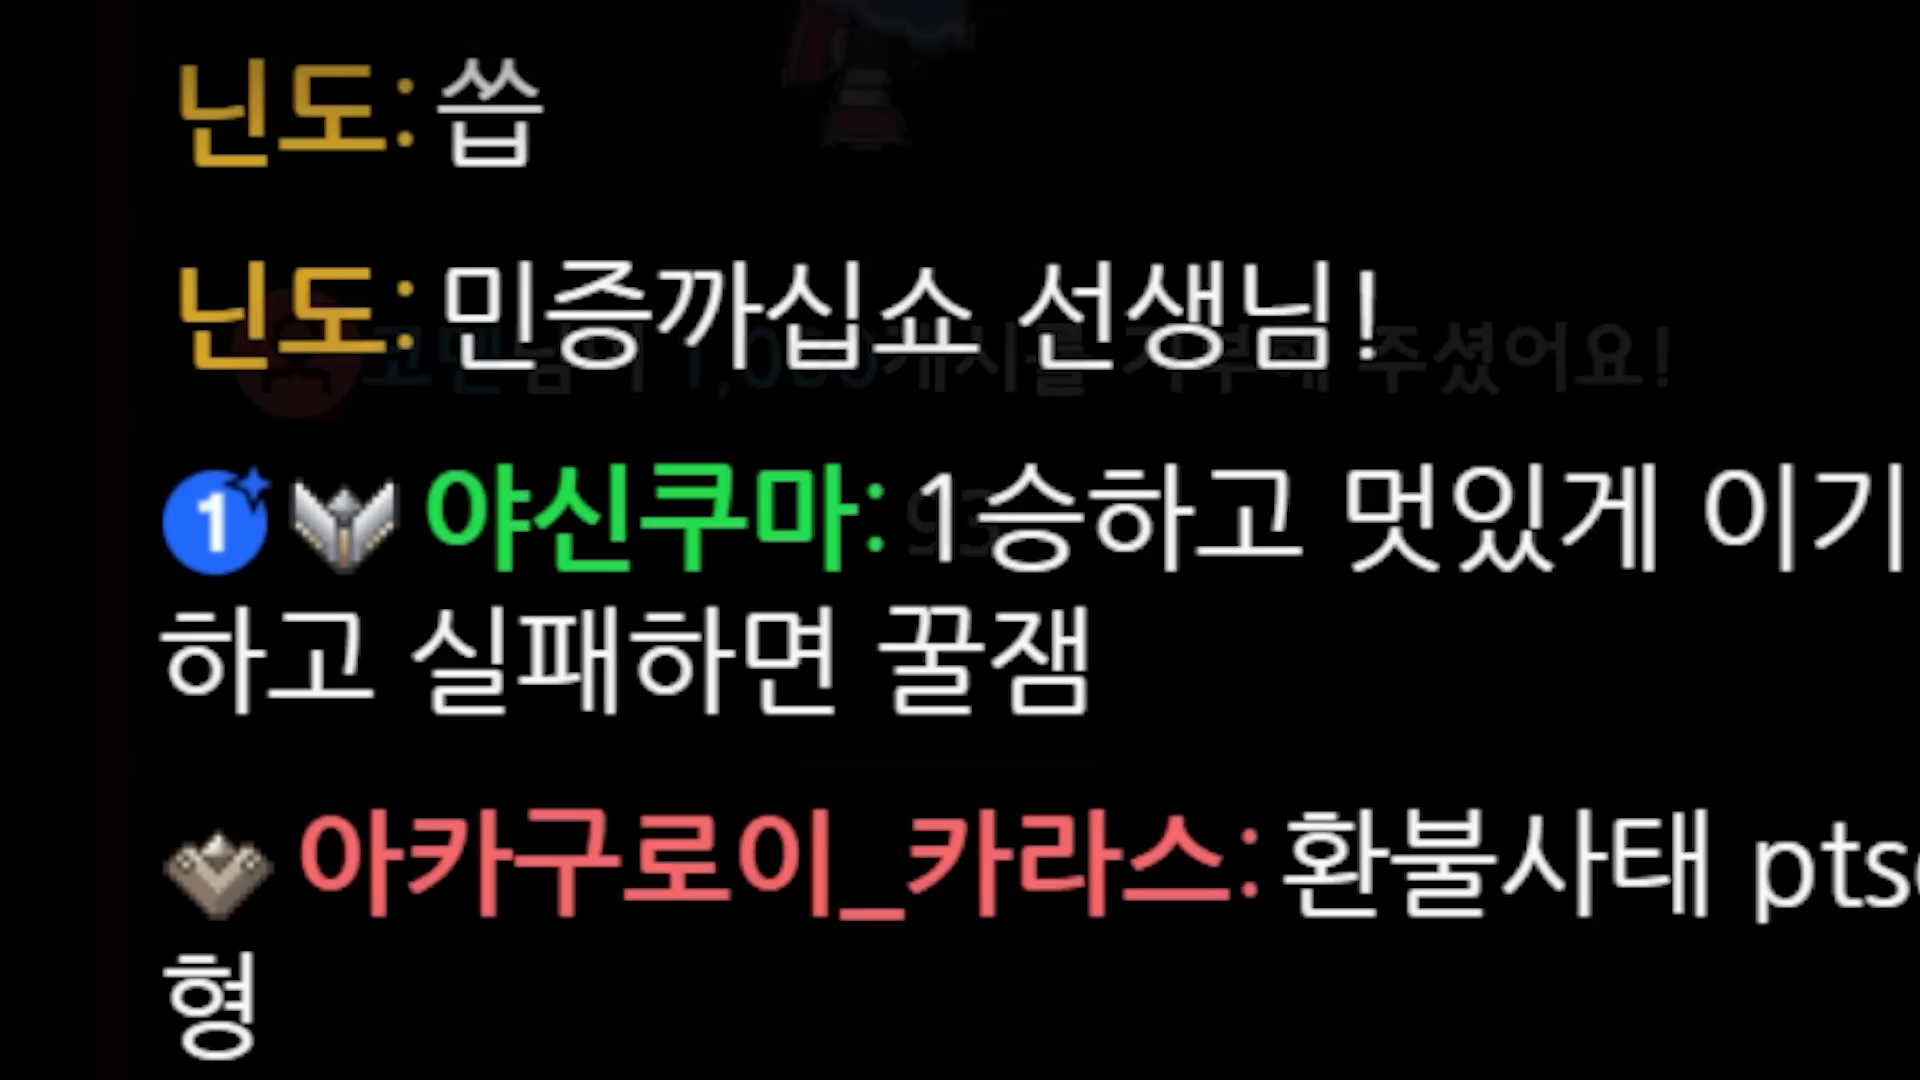 닌도: 씁
닌도: 민증까십쇼 선생님!
1 야신쿠마: 1승하고 멋있게 이기
하고 실패하면 꿀잼
아카구로이_카라스: 환불사태
형